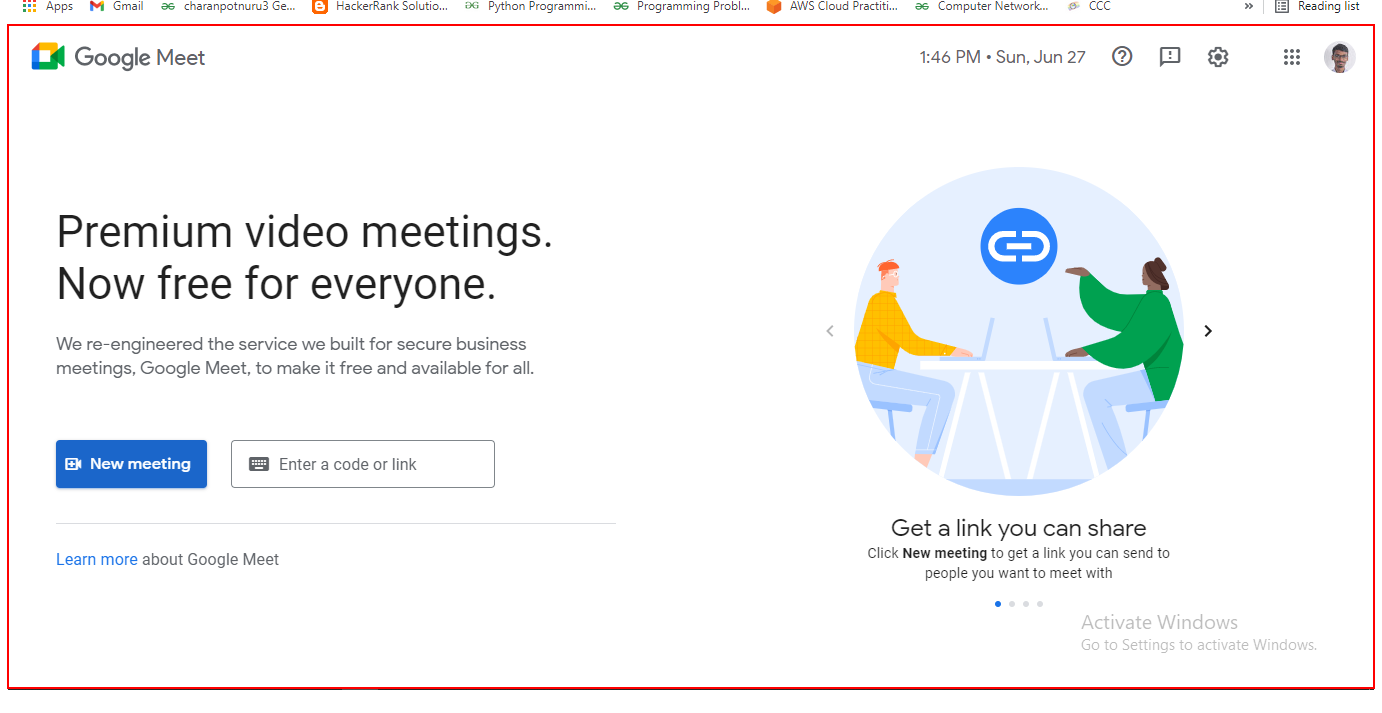 Apps Gmail charanpotnuru3 Ge... HackerRank Solutio... Python Programmi... Programming Probl... AWS Cloud Practiti... Computer Network... CCC » Reading list
Google Meet
1:46 PM • Sun, Jun 27
Premium video meetings.
Now free for everyone.
We re-engineered the service we built for secure business
meetings, Google Meet, to make it free and available for all.
New meeting
Enter a code or link
Learn more about Google Meet
Get a link you can share
Click New meeting to get a link you can send to
people you want to meet with
Activate Windows
Go to Settings to activate Windows.